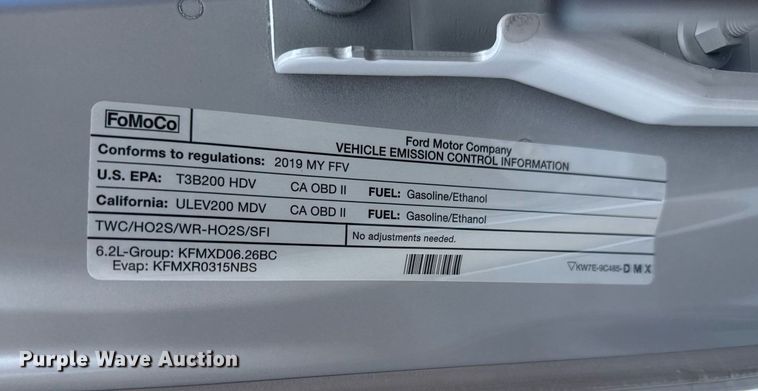 FoMoCo
Ford Motor Company
VEHICLE EMISSION CONTROL INFORMATION
Conforms to regulations: 2019 MY FFV
U.S. EPA: T3B200 HDV CA OBD II FUEL: Gasoline/Ethanol
California: ULEV200 MDV CA OBD II FUEL: Gasoline/Ethanol
TWC/HO2S/WR-HO2S/SFI No adjustments needed.
6.2L-Group: KFMXD06.26BC
Evap: KFMXR0315NBS
KW7E-9C485-DMX
Purple Wave Auction